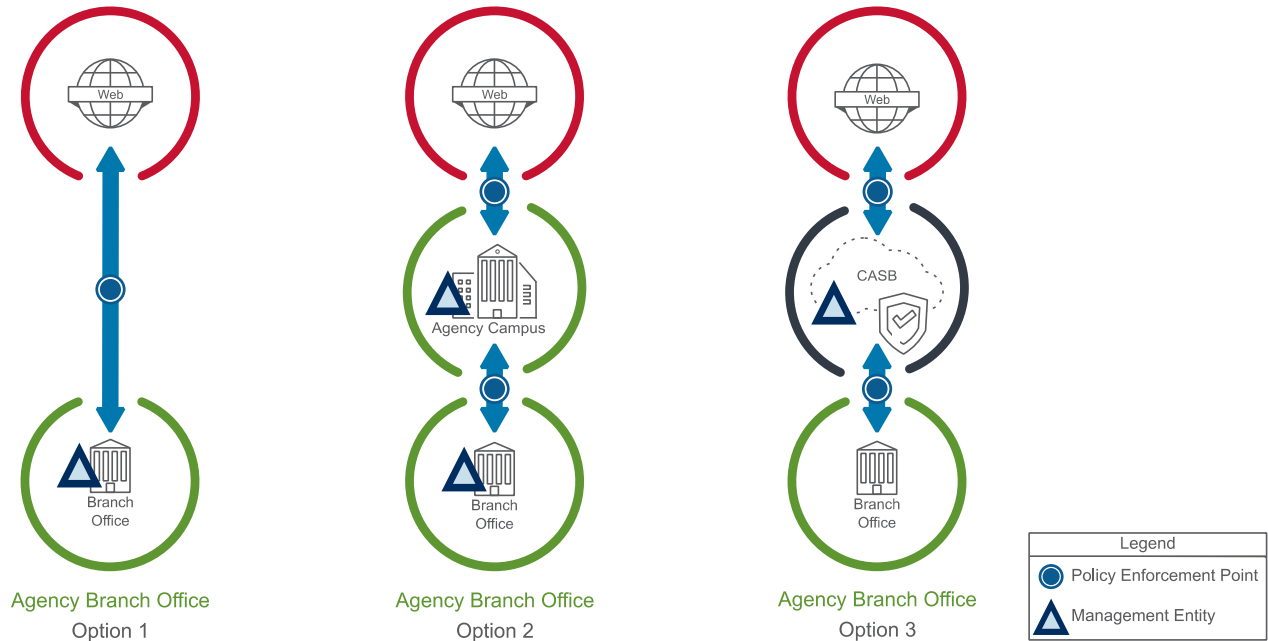 Web
Web
Web
CASB
Agency Campus
Branch
Office
Branch
Office
Branch
Office
Agency Branch Office
Option 1
Agency Branch Office
Option 2
Agency Branch Office
Option 3
Legend
Policy Enforcement Point
Management Entity